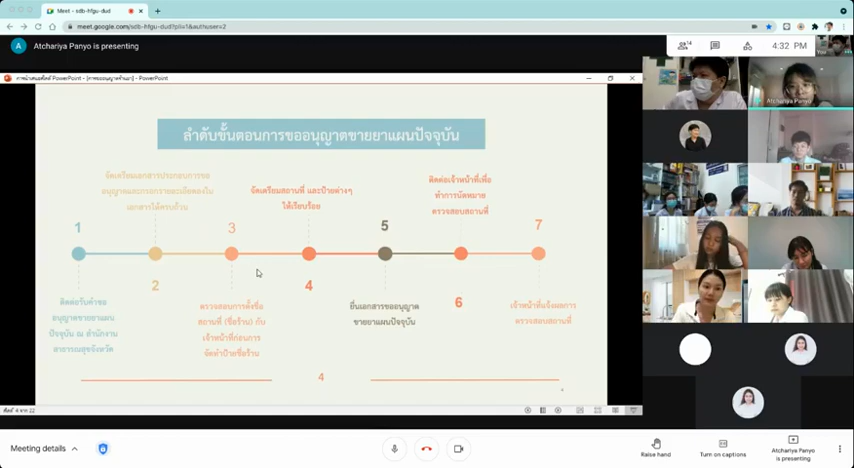 Meet - sdb-hfgu-dud
meet.google.com/sdb-hfgu-dud?pli=1&authuser=2
A
Atchariya Panyo is presenting
14
4:32 PM
You
PowerPoint
ลำดับขั้นตอนการขออนุญาตขายยาแผนปัจจุบัน
จัดเตรียมเอกสารประกอบการขอ
อนุญาตและกรอกรายละเอียดลงใน
เอกสารให้ครบถ้วน
จัดเตรียมสถานที่ และป้ายต่างๆ
ให้เรียบร้อย
ติดต่อเจ้าหน้าที่เพื่อ
ทำการนัดหมาย
ตรวจสอบสถานที่
1
3
5
7
2
4
6
ติดต่อรับคำขอ
อนุญาตขายยาแผน
ปัจจุบัน ณ สำนักงาน
สาธารณสุขจังหวัด
ตรวจสอบการตั้งชื่อ
สถานที่ (ชื่อร้าน) กับ
เจ้าหน้าที่ก่อนการ
จัดทำป้ายชื่อร้าน
ยื่นเอกสารขออนุญาต
ขายยาแผนปัจจุบัน
เจ้าหน้าที่แจ้งผลการ
ตรวจสอบสถานที่
4
Atchariya Panyo
Meeting details
Raise hand
Turn on captions
Atchariya Panyo
is presenting